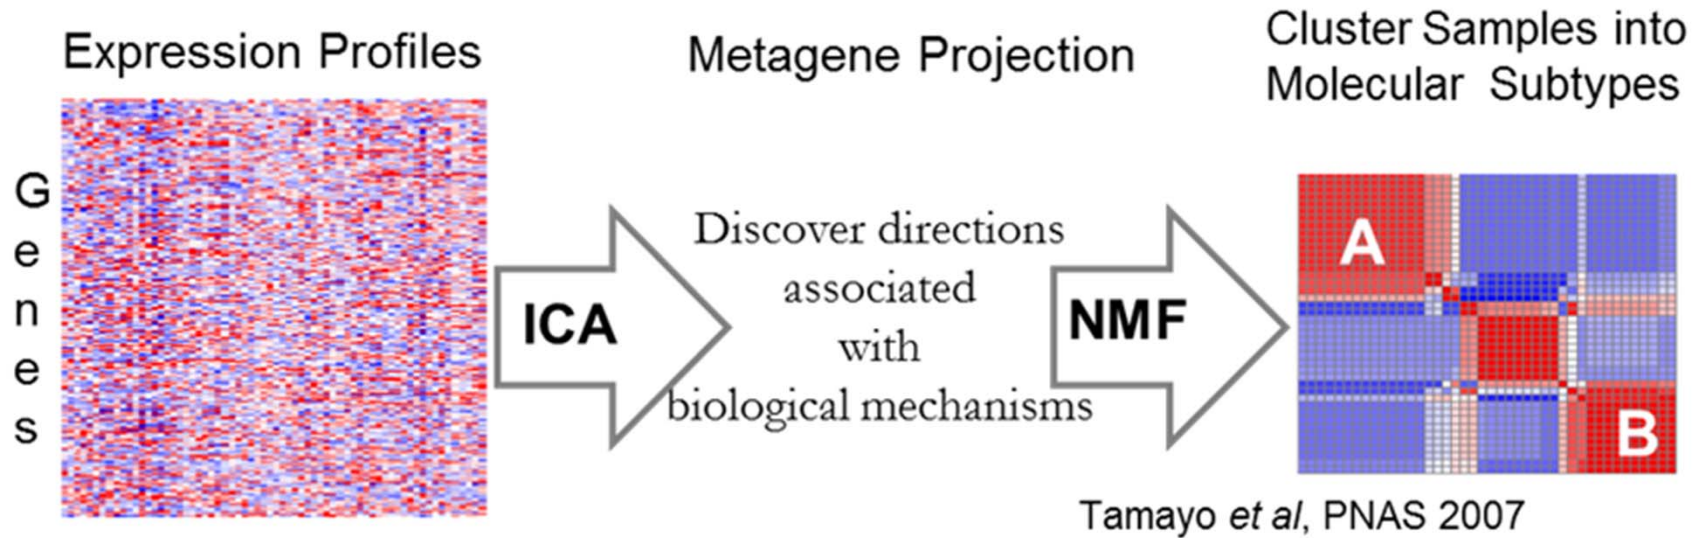 Expression Profiles
Genes
ICA
Metagene Projection
Discover directions
associated
with
biological mechanisms
NMF
Cluster Samples into
Molecular Subtypes
A
B
Tamayo et al, PNAS 2007